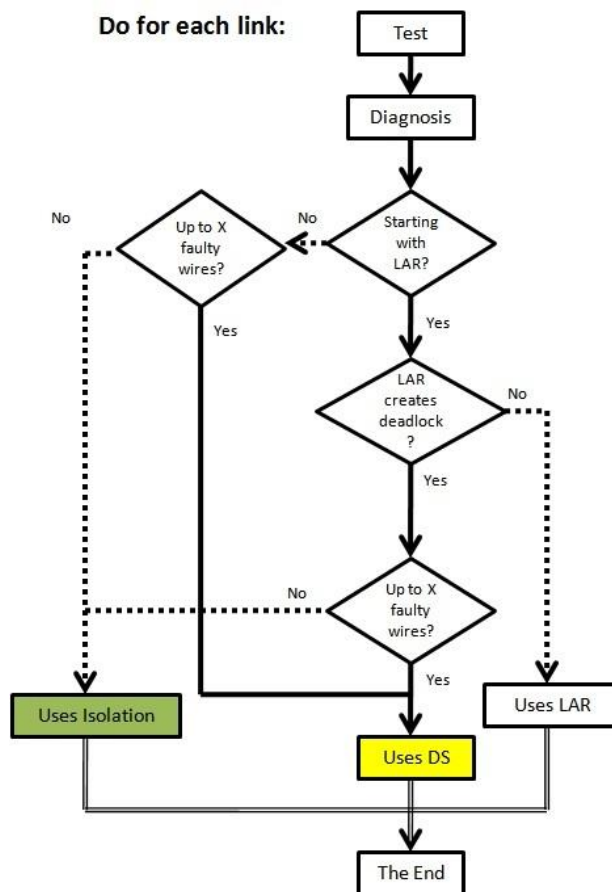 Do for each link:
Test
Diagnosis
No
Up to X
faulty
wires?
No
Starting
with
LAR?
Yes
Yes
LAR
creates
deadlock
?
No
Yes
No
Up to X
faulty
wires?
Yes
Uses Isolation
Uses LAR
Uses DS
The End